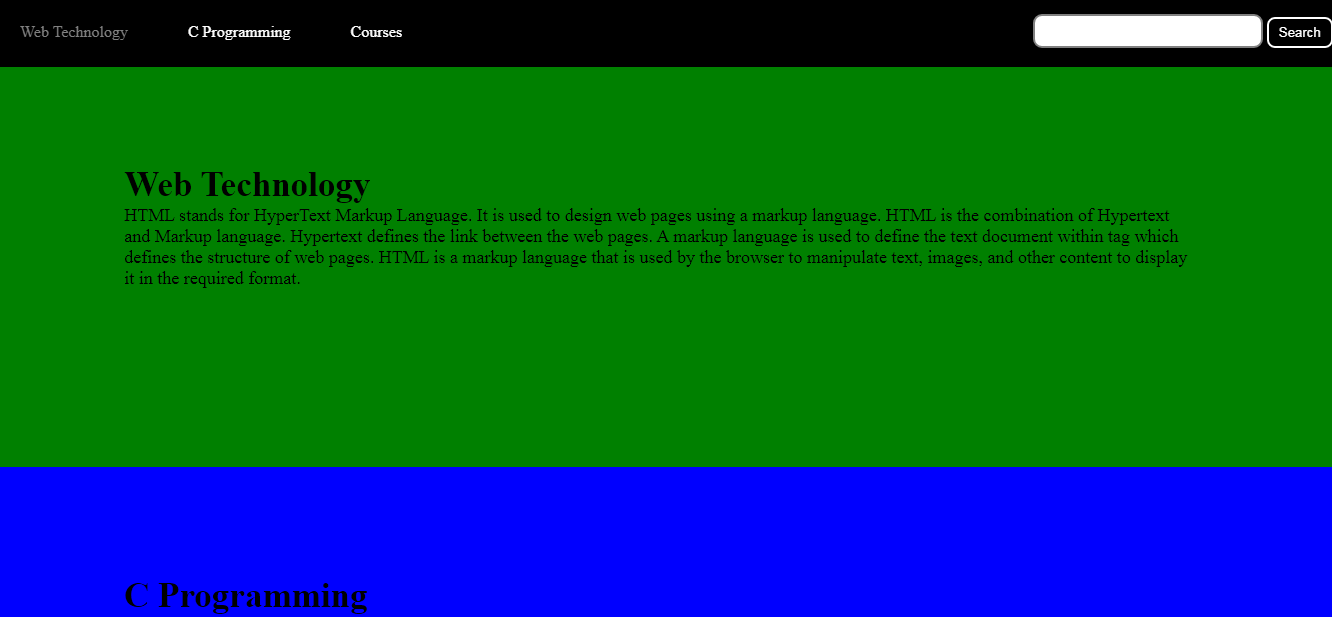 Web Technology C Programming Courses Search
Web Technology
HTML stands for HyperText Markup Language. It is used to design web pages using a markup language. HTML is the combination of Hypertext
and Markup language. Hypertext defines the link between the web pages. A markup language is used to define the text document within tag which
defines the structure of web pages. HTML is a markup language that is used by the browser to manipulate text, images, and other content to display
it in the required format.
C Programming